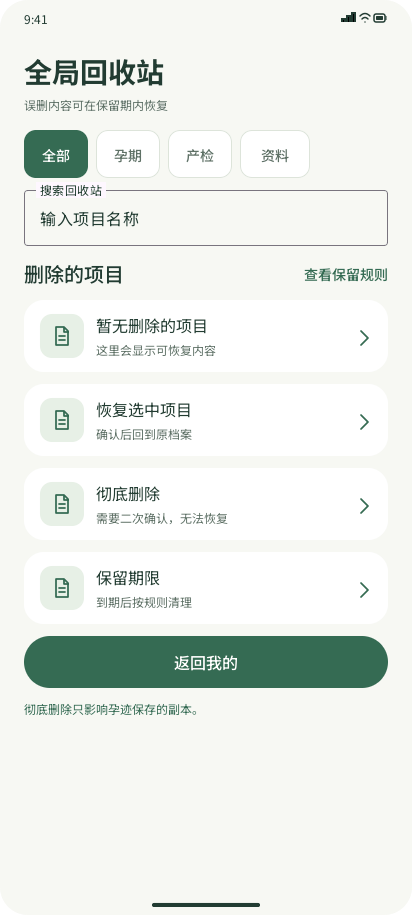 9:41
全局回收站
误删内容可在保留期内恢复
全部
孕期
产检
资料
搜索回收站
输入项目名称
删除的项目
查看保留规则
暂无删除的项目
这里会显示可恢复内容
恢复选中项目
确认后回到原档案
彻底删除
需要二次确认，无法恢复
保留期限
到期后按规则清理
返回我的
彻底删除只影响孕迹保存的副本。